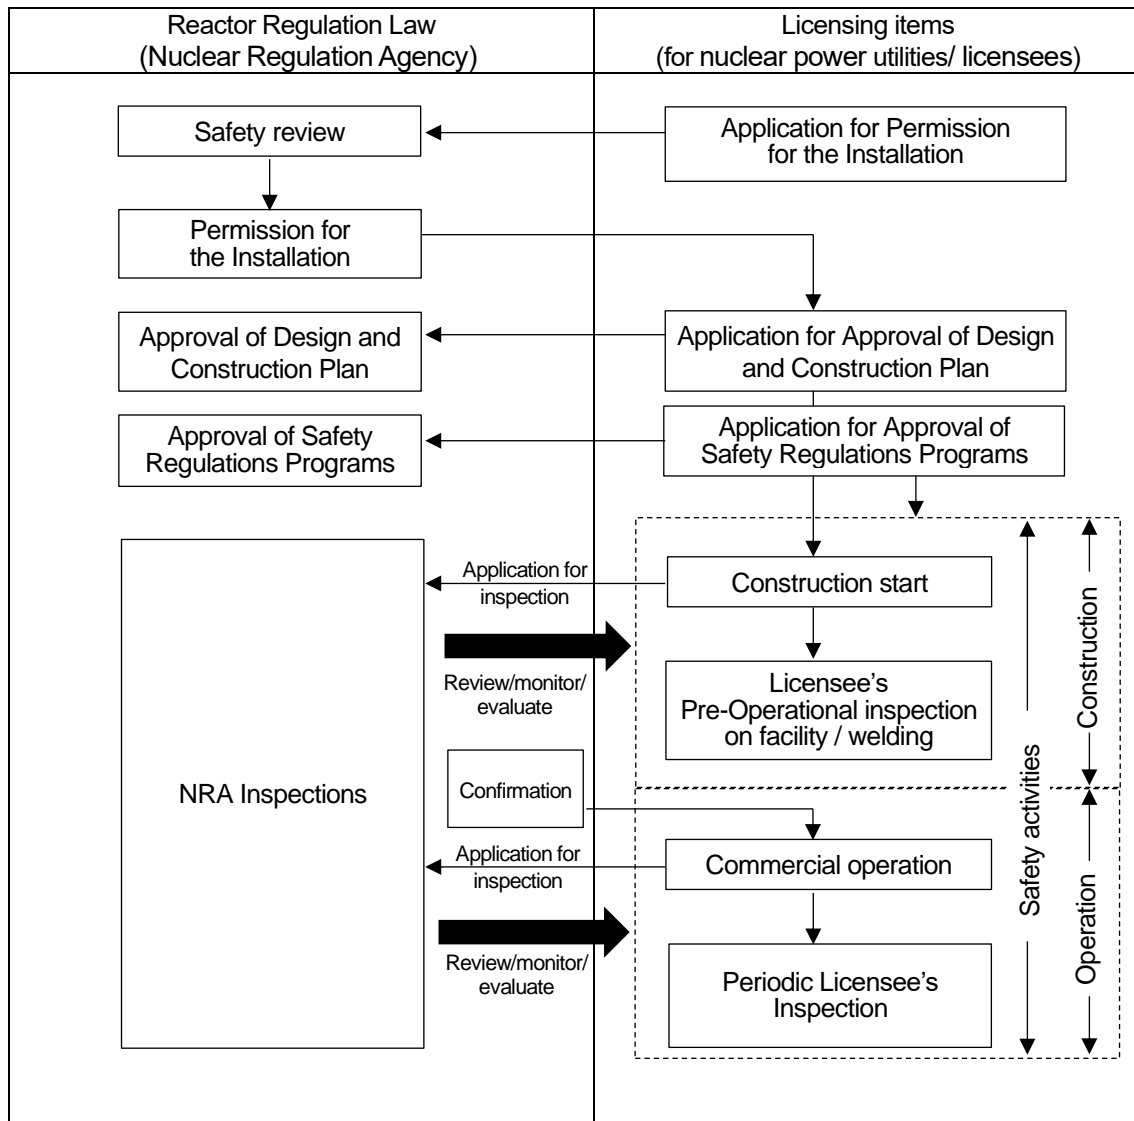 Reactor Regulation Law
(Nuclear Regulation Agency)
Licensing items
(for nuclear power utilities/ licensees)
Safety review
Application for Permission
for the Installation
Permission for
the Installation
Approval of Design and
Construction Plan
Application for Approval of Design
and Construction Plan
Approval of Safety
Regulations Programs
Application for Approval of
Safety Regulations Programs
Application for
inspection
Construction start
Review/monitor/
evaluate
Licensee's
Pre-Operational inspection
on facility / welding
Construction
NRA Inspections
Confirmation
Safety activities
Application for
inspection
Commercial operation
Review/monitor/
evaluate
Periodic Licensee's
Inspection
Operation